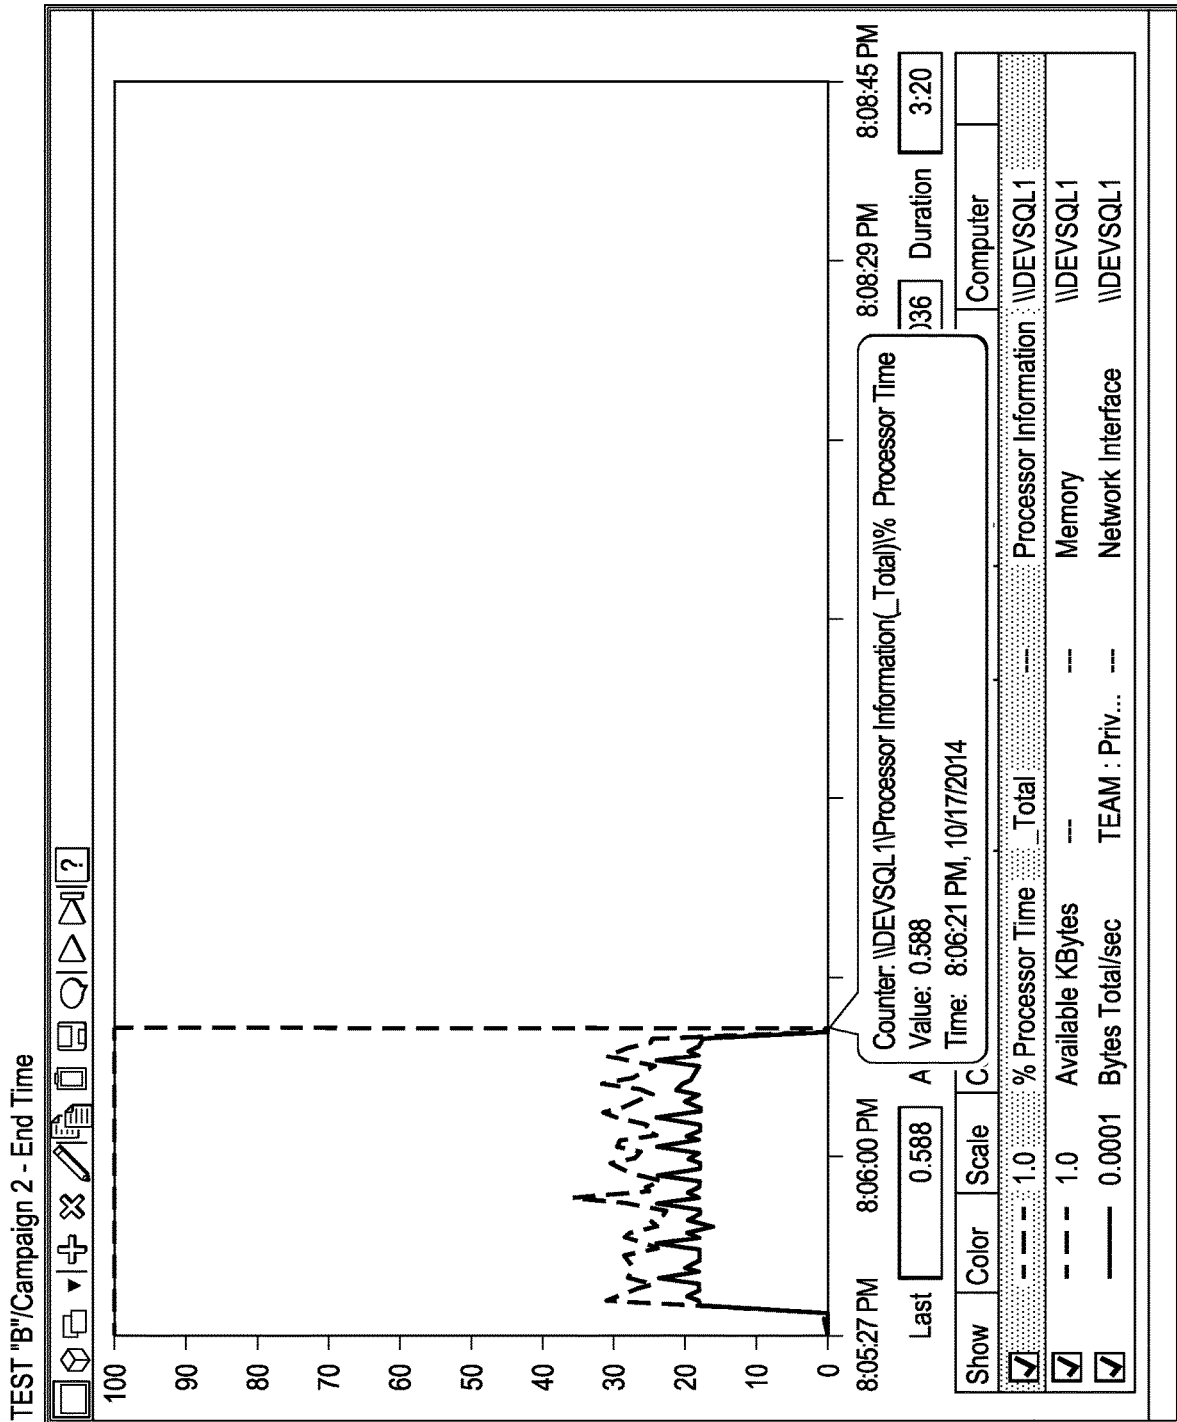 TEST "B"/Campaign 2 - End Time
?
100
90
80
70
60
50
40
30
20
10
0
8:05:27 PM 8:06:00 PM 8:08:29 PM 8:08:45 PM
Last 0.588 A 036 Duration 3:20
Counter: \\DEVSQL1\Processor Information(_Total)\% Processor Time
Value: 0.588
Time: 8:06:21 PM, 10/17/2014
Show Color Scale C Computer
1.0 % Processor Time _Total --- Processor Information \\DEVSQL1
1.0 Available KBytes --- --- Memory \\DEVSQL1
0.0001 Bytes Total/sec TEAM : Priv... --- Network Interface \\DEVSQL1